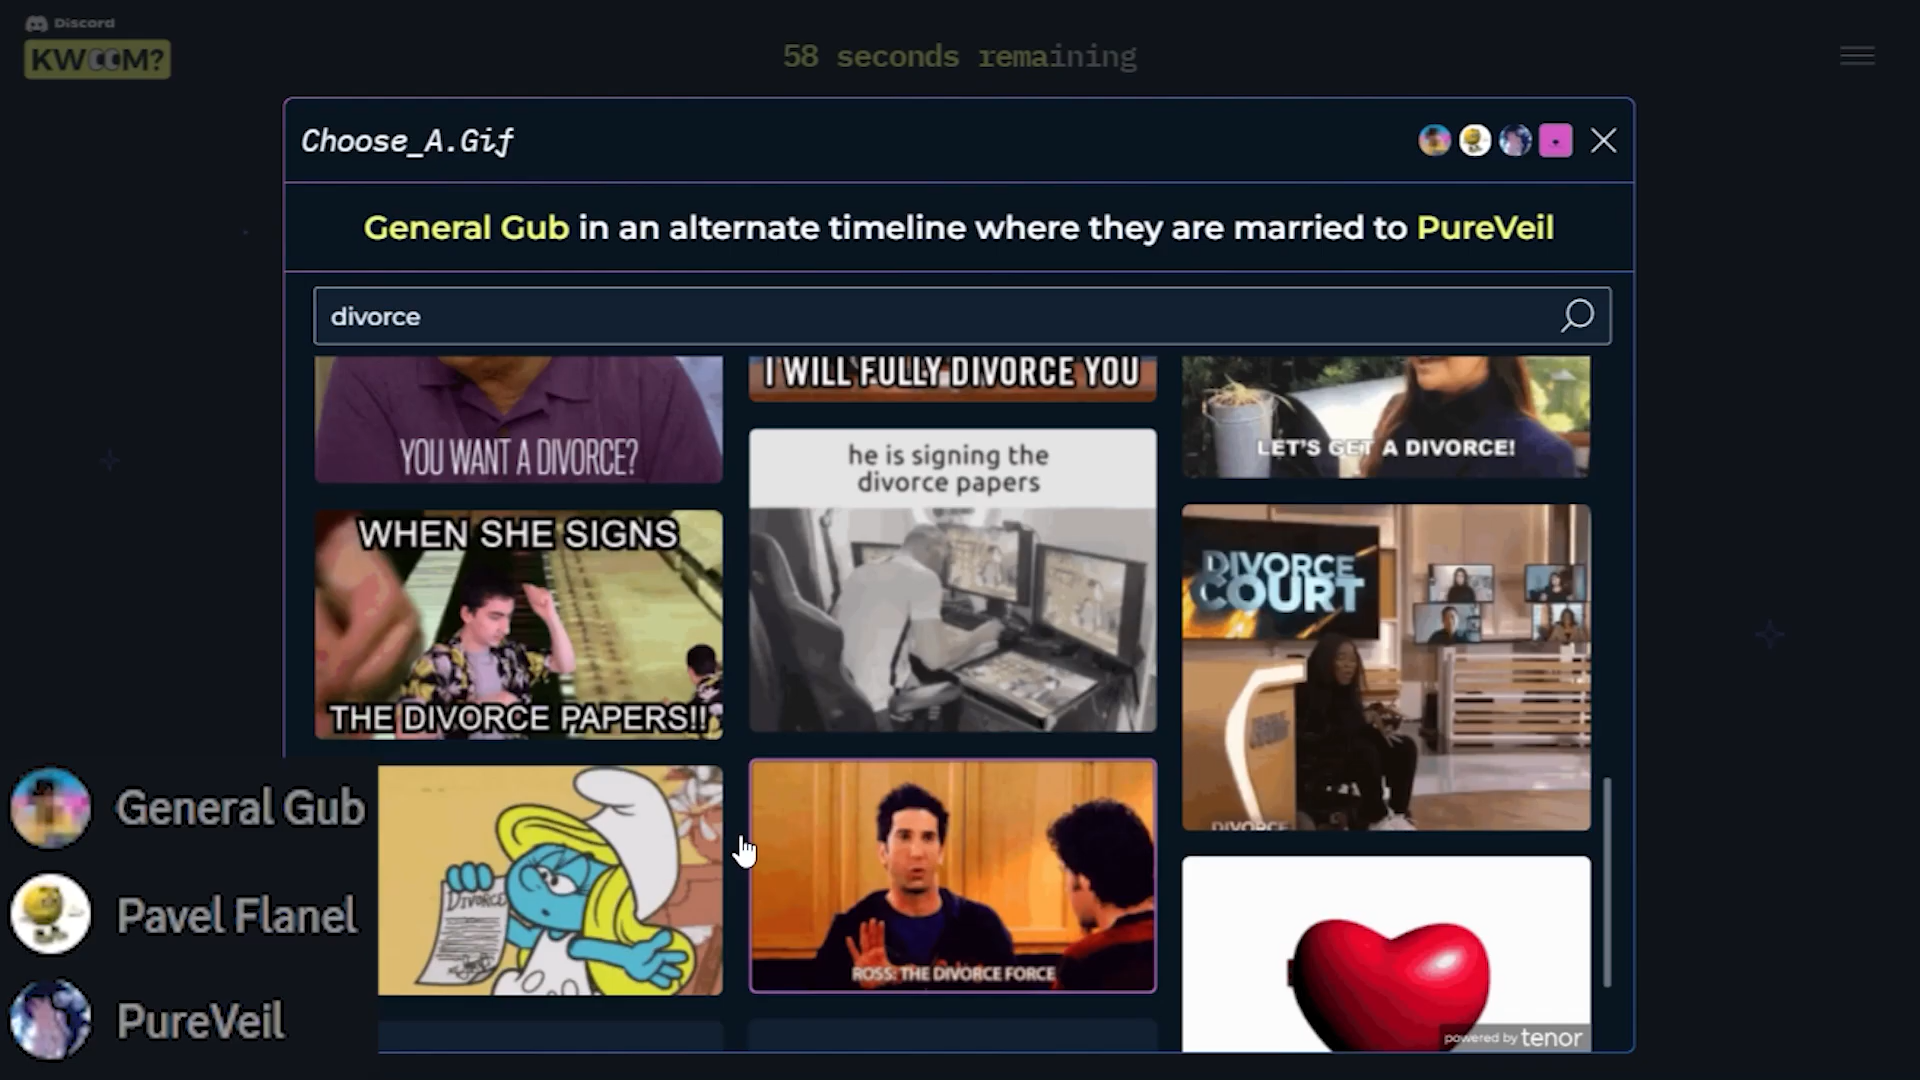 Discord
KWOOM?
58 seconds remaining
Choose_A.Gif
General Gub in an alternate timeline where they are married to PureVeil
divorce
YOU WANT A DIVORCE?
I WILL FULLY DIVORCE YOU
LET'S GET A DIVORCE!
he is signing the
divorce papers
WHEN SHE SIGNS
THE DIVORCE PAPERS!!
DIVORCE
COURT
DIVORCE
DIVORCE
ROSS: THE DIVORCE FORCE
powered by tenor
General Gub
Pavel Flanel
PureVeil